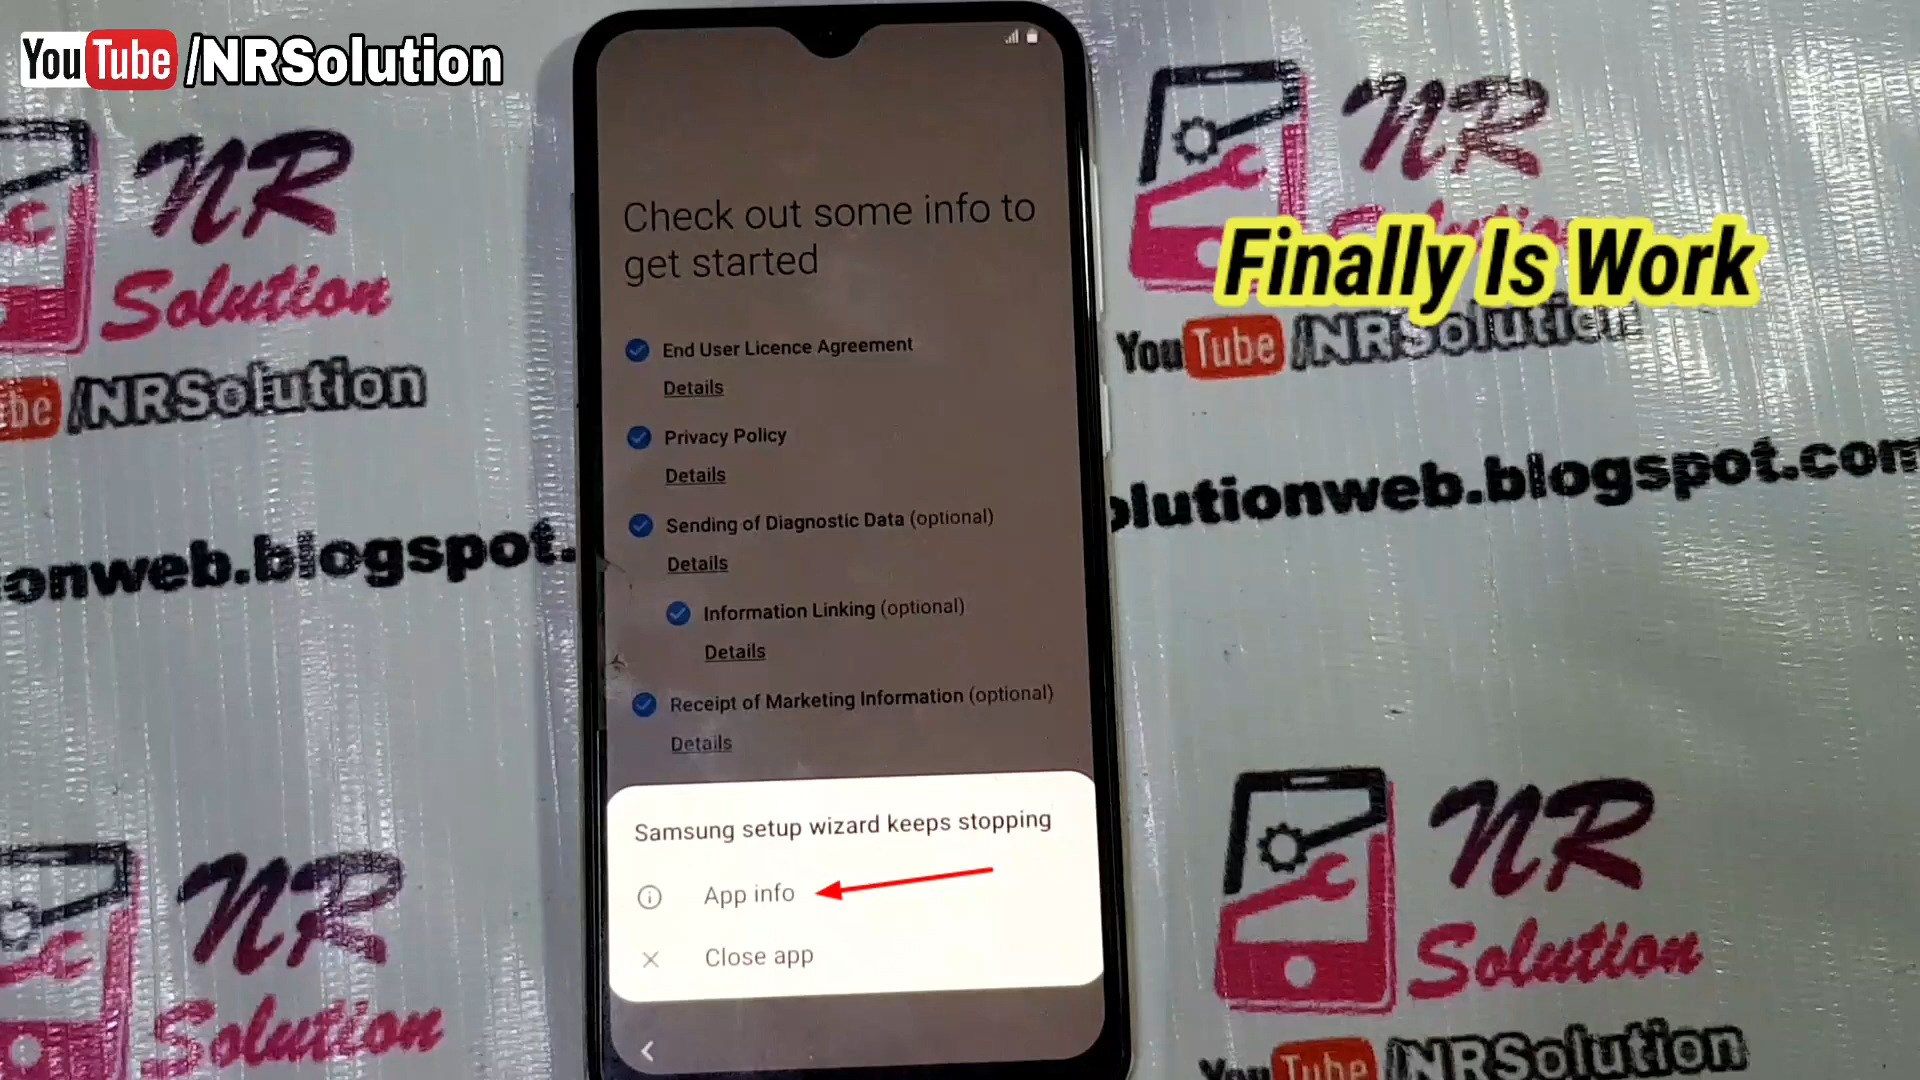 YouTube/NRSolution
NR
Solution
be/NRSolution
onweb.blogspot.
NR
Solution
Check out some info to
get started
End User Licence Agreement
Details
Privacy Policy
Details
Sending of Diagnostic Data (optional)
Details
Information Linking (optional)
Details
Receipt of Marketing Information (optional)
Details
Samsung setup wizard keeps stopping
App info
Close app
NR
Finally Is Work
YouTube/NRSolution
olutionweb.blogspot.com
NR
Solution
YouTube/NRSolution